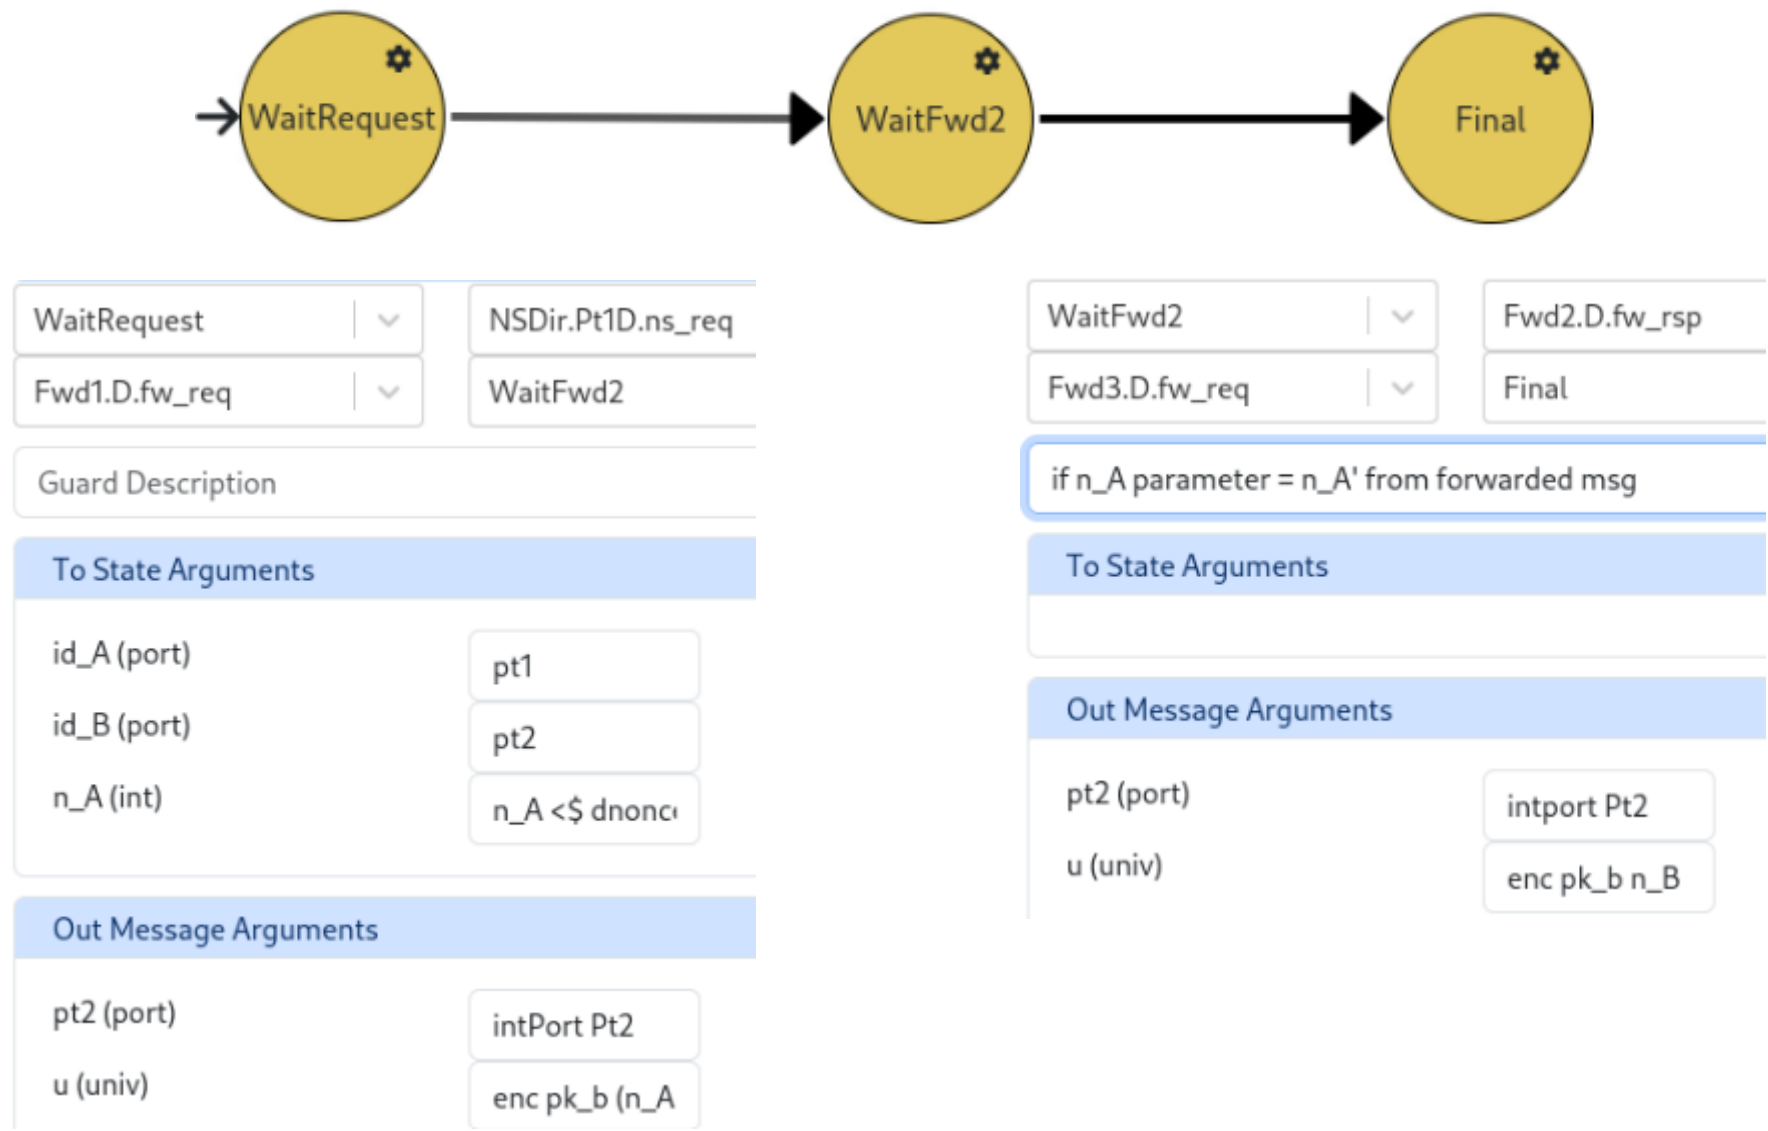 WaitRequest
WaitFwd2
Final
WaitRequest
NSDir.Pt1D.ns_req
Fwd1.D.fw_req
WaitFwd2
Guard Description
To State Arguments
id_A (port)
pt1
id_B (port)
pt2
n_A (int)
n_A <$ dnonc
Out Message Arguments
pt2 (port)
intPort Pt2
u (univ)
enc pk_b (n_A
WaitFwd2
Fwd2.D.fw_rsp
Fwd3.D.fw_req
Final
if n_A parameter = n_A' from forwarded msg
To State Arguments
Out Message Arguments
pt2 (port)
intport Pt2
u (univ)
enc pk_b n_B